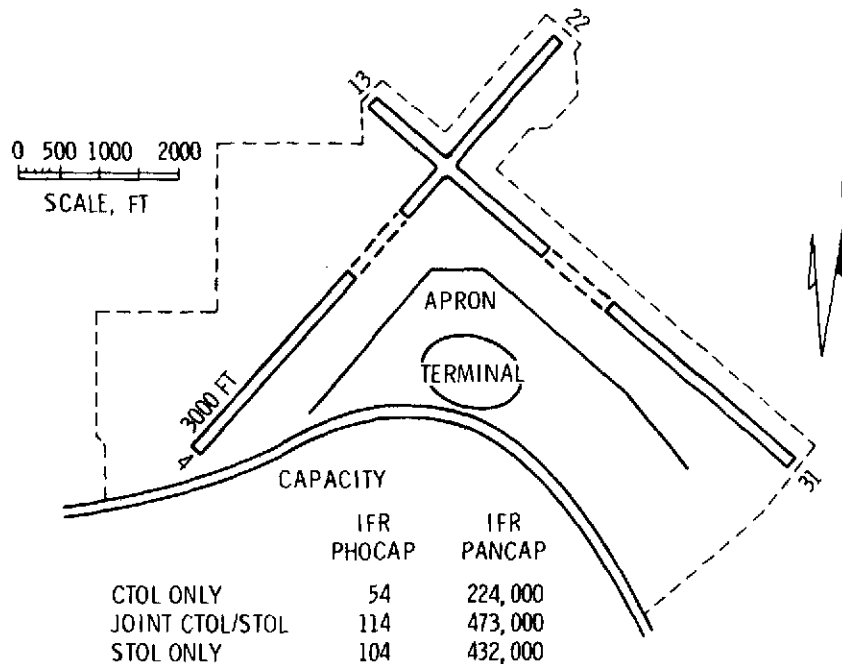 22
13
0 500 1000 2000
SCALE, FT
APRON
TERMINAL
3000 FT
4
31
CAPACITY
IFR IFR
PHOCAP PANCAP
CTOL ONLY 54 224,000
JOINT CTOL/STOL 114 473,000
STOL ONLY 104 432,000